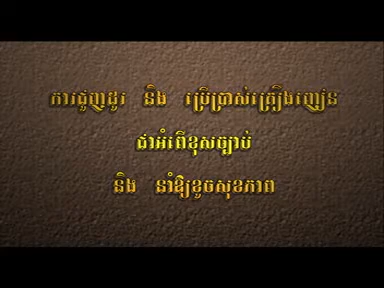 ការជួញដូរ និង ប្រើប្រាស់គ្រឿងញៀន
ជាអំពើខុសច្បាប់
និង នាំឱ្យខូចសុខភាព